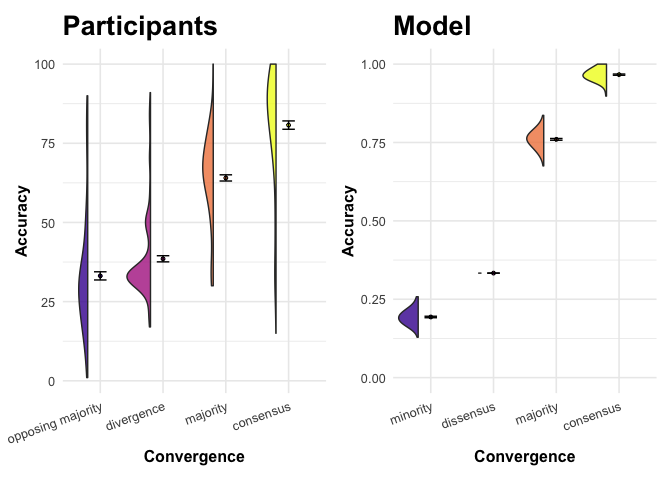 Participants
Accuracy
100
75
50
25
0
opposing majority
divergence
majority
consensus
Convergence
Model
Accuracy
1.00
0.75
0.50
0.25
0.00
minority
dissensus
majority
consensus
Convergence